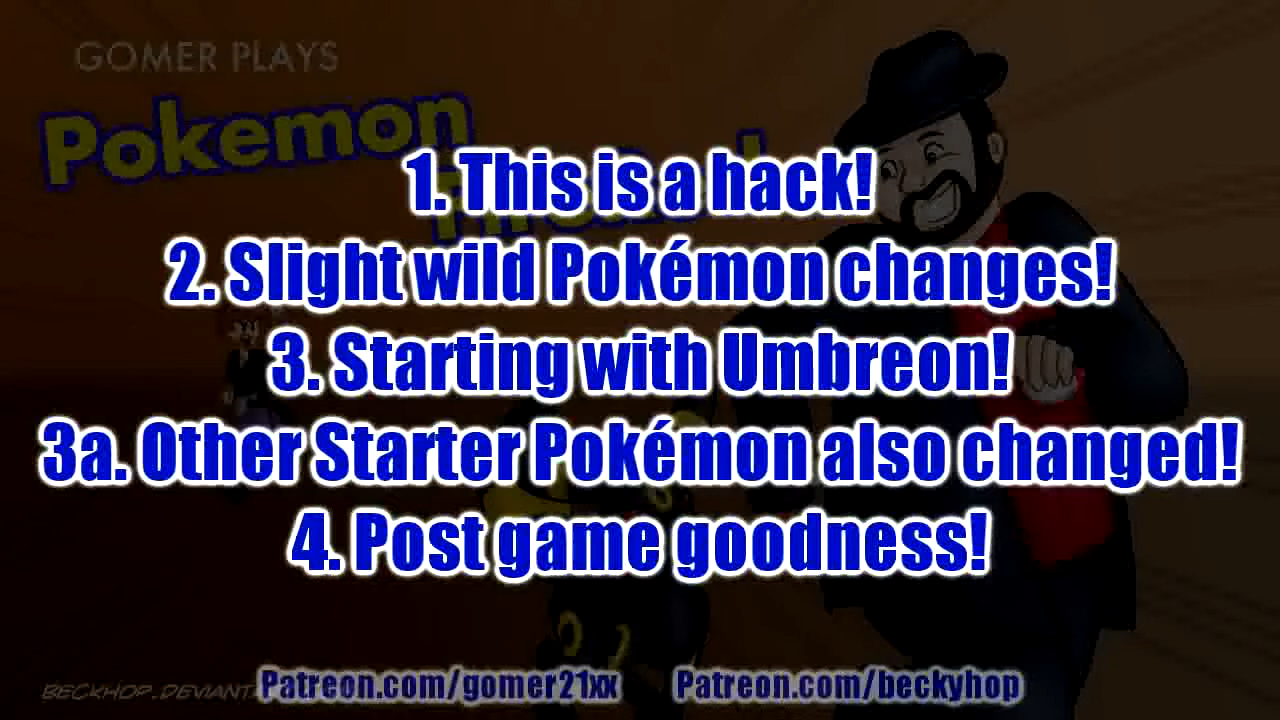 GOMER PLAYS
Pokemon
1. This is a hack!
2. Slight wild Pokémon changes!
3. Starting with Umbreon!
3a. Other Starter Pokémon also changed!
4. Post game goodness!
Patreon.com/gomer21xx Patreon.com/beckyhop